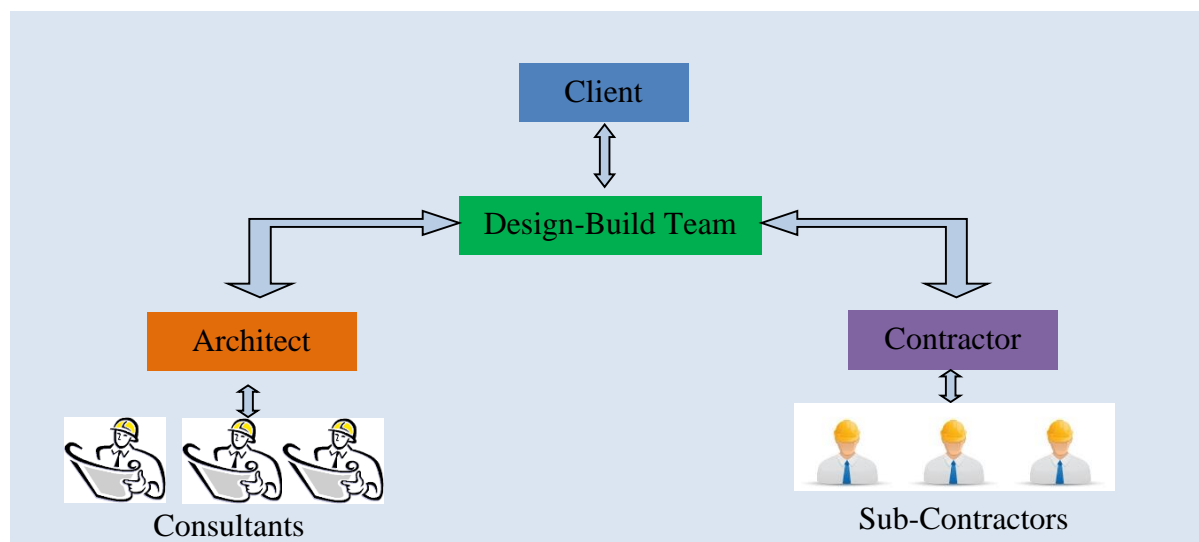 Client
Design-Build Team
Architect
Contractor
Consultants
Sub-Contractors